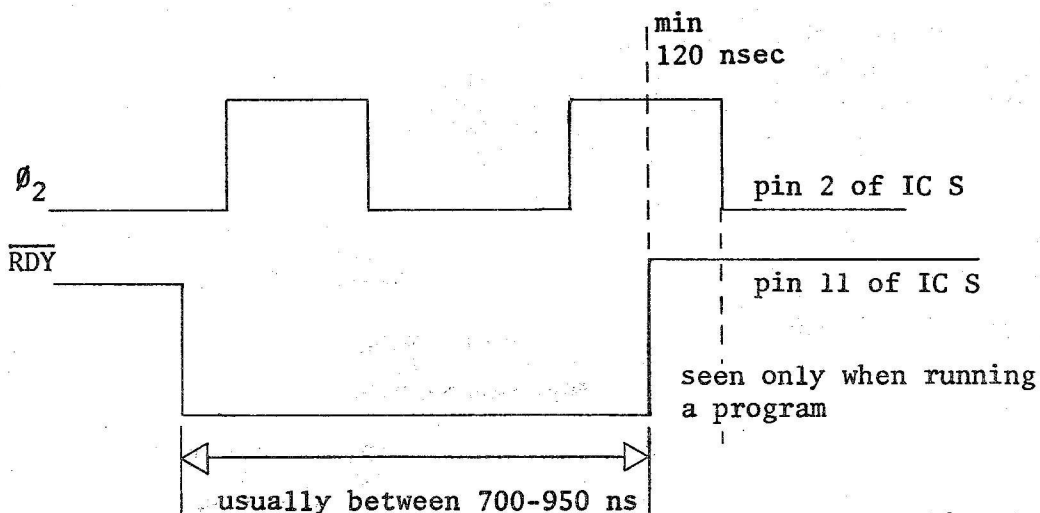 min
120 nsec
Ø₂
pin 2 of IC S
RDY
pin 11 of IC S
seen only when running
a program
usually between 700-950 ns